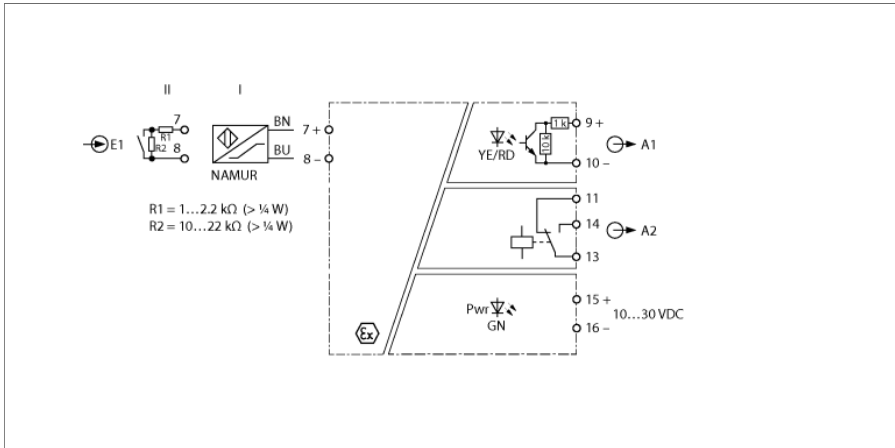 II
I
E1
7
8
R1
R2
NAMUR
BN
BU
7 +
8 –
R1 = 1…2.2 kΩ (> ¼ W)
R2 = 10…22 kΩ (> ¼ W)
Ex
YE/RD
1 k
10 k
9 +
10 –
A1
11
14
13
A2
Pwr
GN
15 +
16 –
10…30 VDC